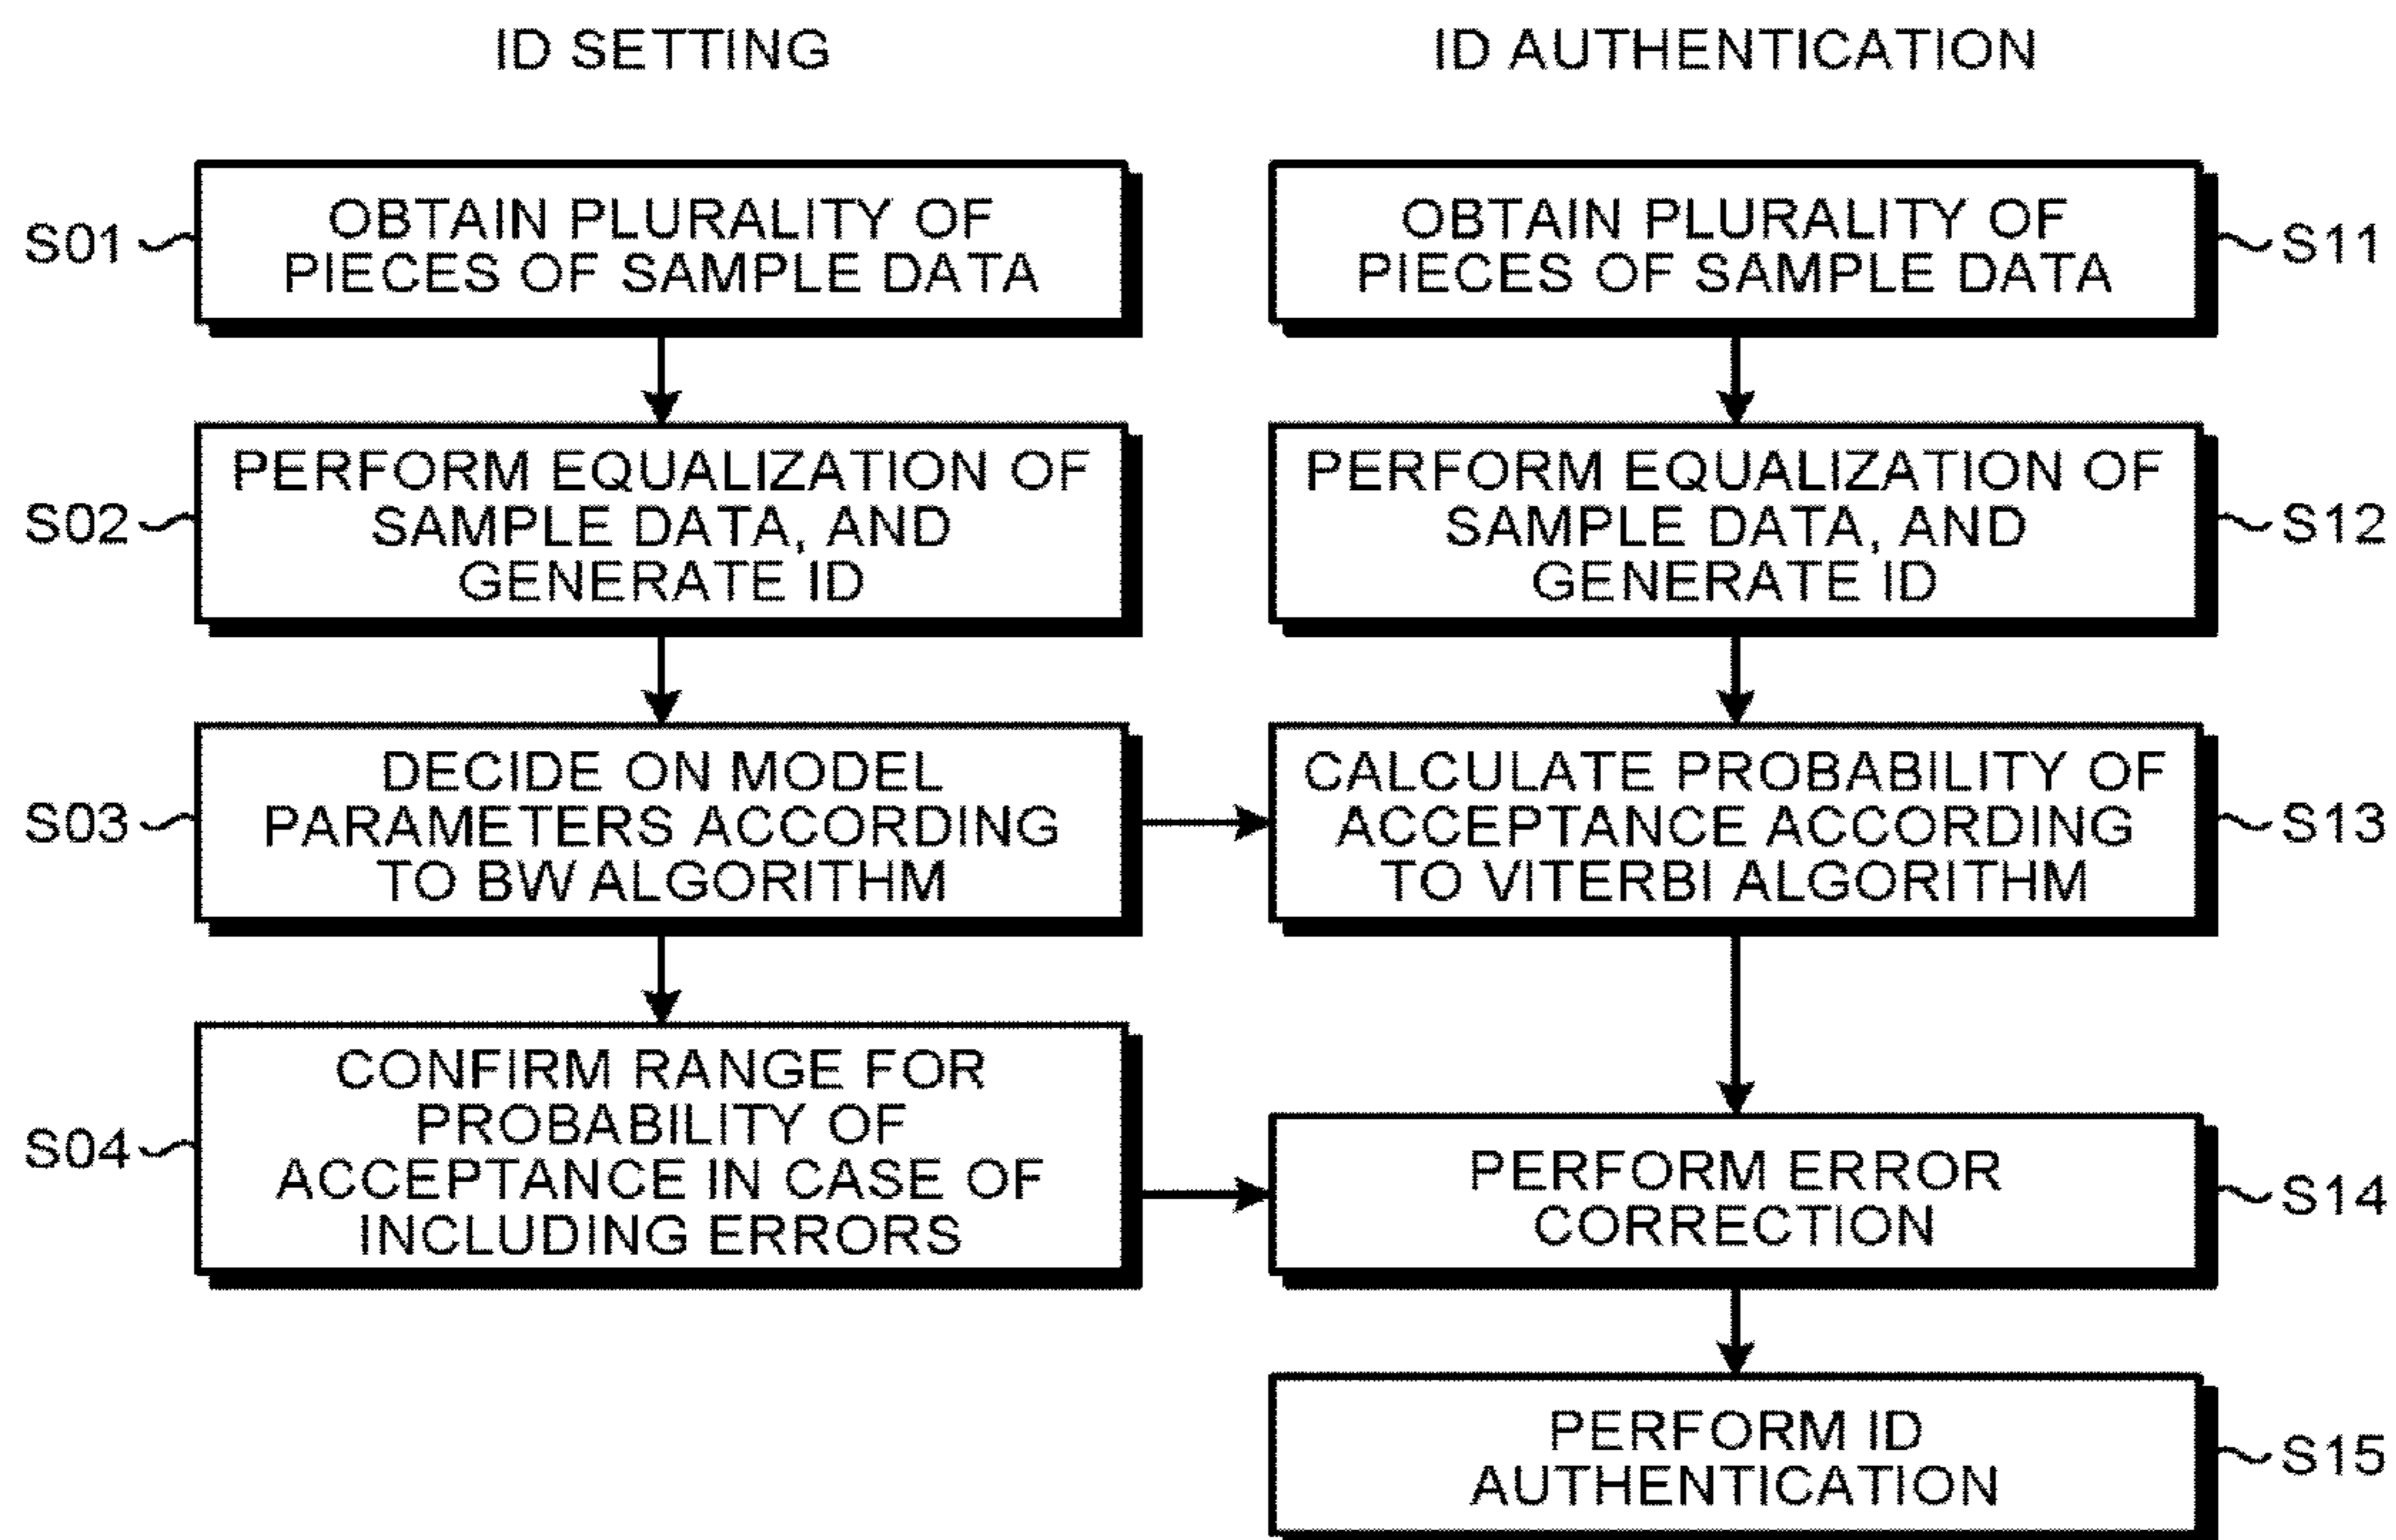 ID SETTING
S01
OBTAIN PLURALITY OF
PIECES OF SAMPLE DATA
S02
PERFORM EQUALIZATION OF
SAMPLE DATA, AND
GENERATE ID
S03
DECIDE ON MODEL
PARAMETERS ACCORDING
TO BW ALGORITHM
S04
CONFIRM RANGE FOR
PROBABILITY OF
ACCEPTANCE IN CASE OF
INCLUDING ERRORS
ID AUTHENTICATION
OBTAIN PLURALITY OF
PIECES OF SAMPLE DATA
S11
PERFORM EQUALIZATION OF
SAMPLE DATA, AND
GENERATE ID
S12
CALCULATE PROBABILITY OF
ACCEPTANCE ACCORDING
TO VITERBI ALGORITHM
S13
PERFORM ERROR
CORRECTION
S14
PERFORM ID
AUTHENTICATION
S15